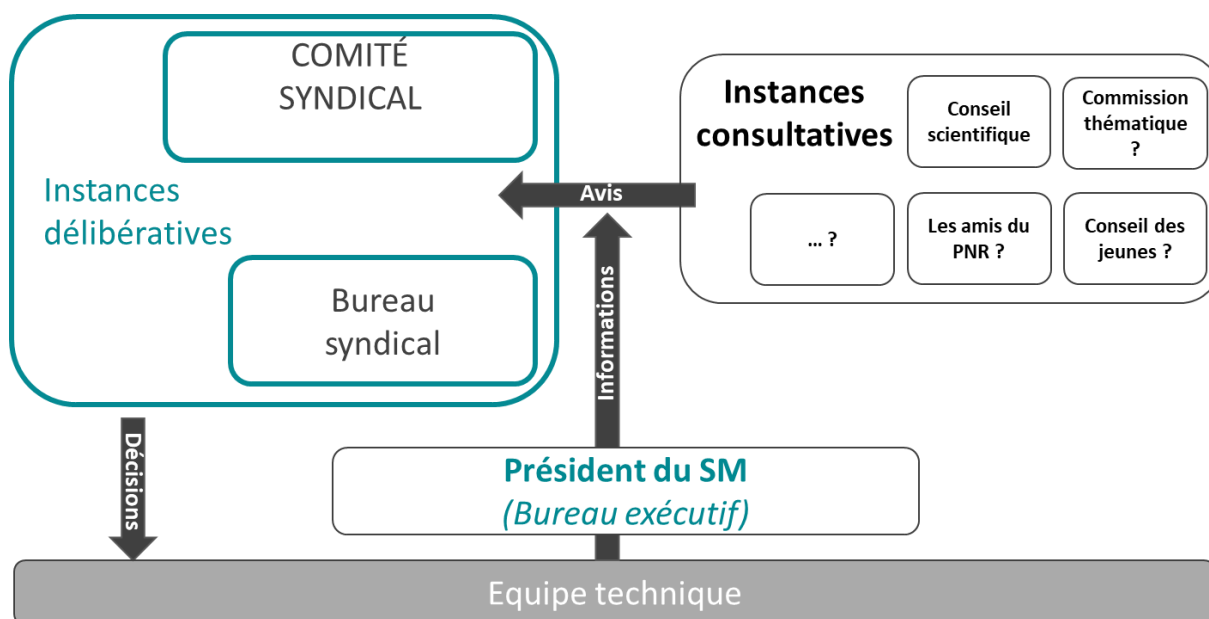 COMITÉ
SYNDICAL
Instances
délibératives
Bureau
syndical
Instances
consultatives
Conseil
scientifique
Commission
thématique
?
... ?
Les amis du
PNR ?
Conseil des
jeunes ?
Avis
Informations
Décisions
Président du SM
(Bureau exécutif)
Equipe technique